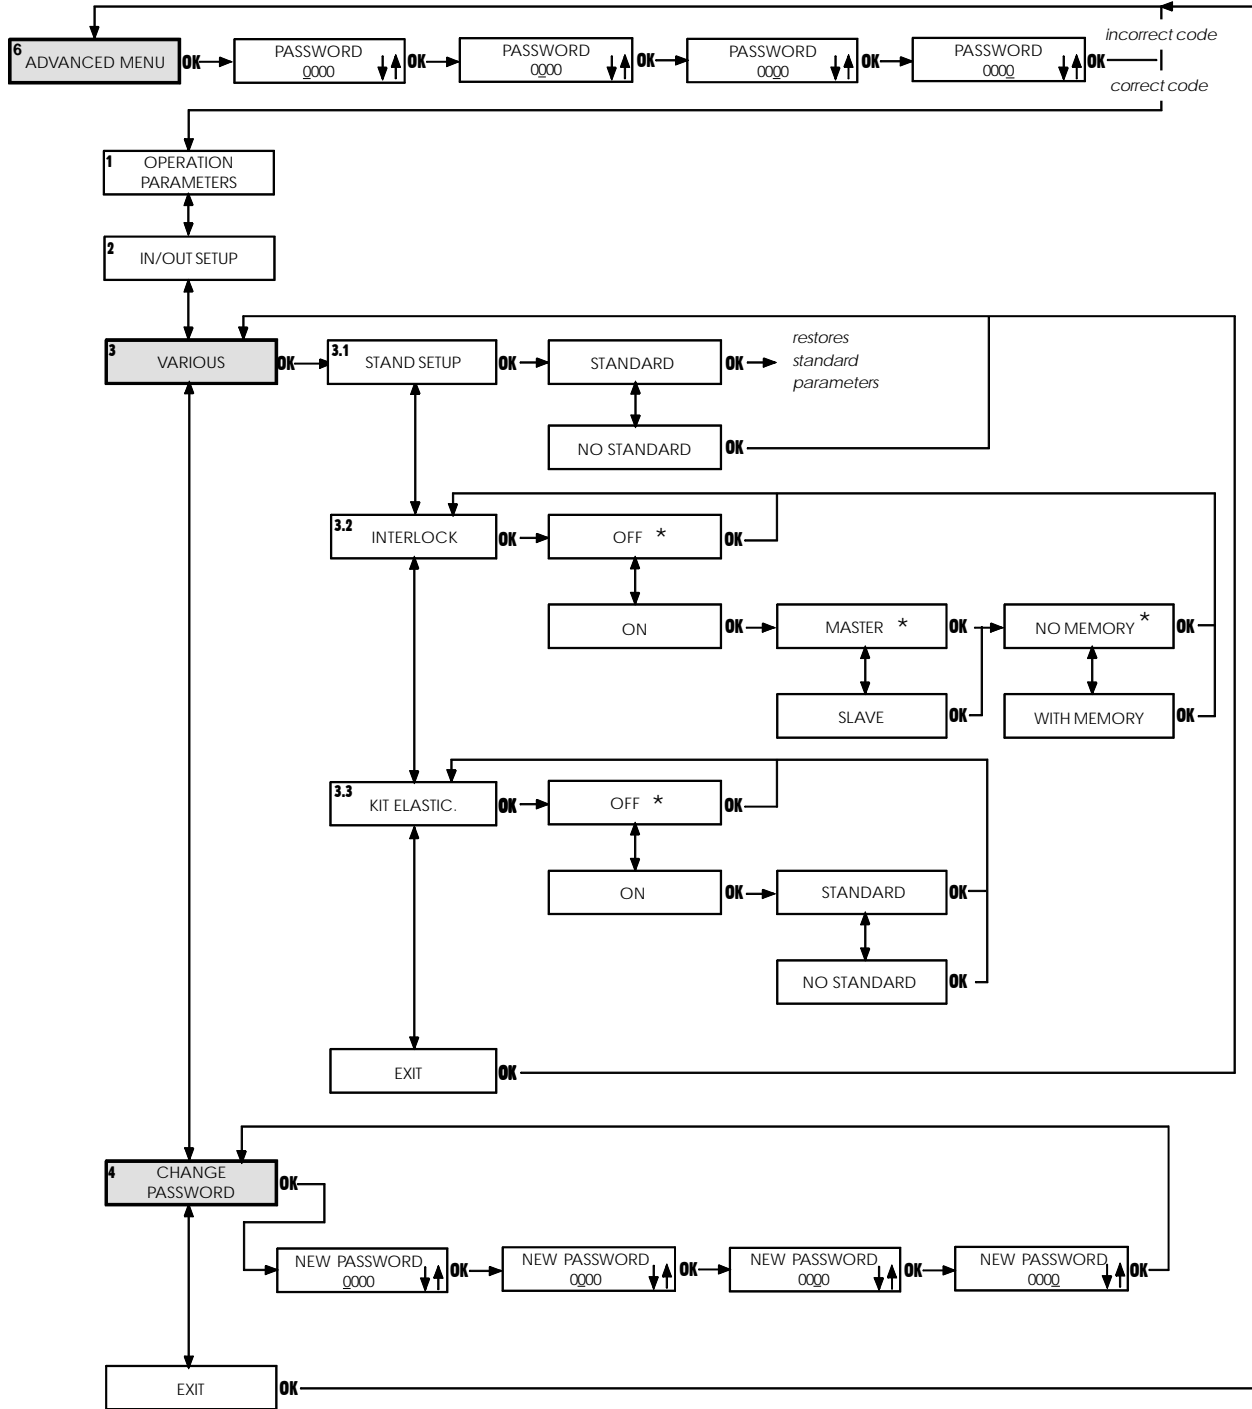 6
ADVANCED MENU
OK
PASSWORD
0000
OK
PASSWORD
0000
OK
PASSWORD
0000
OK
PASSWORD
0000
OK
incorrect code
correct code
1
OPERATION
PARAMETERS
2
IN/OUT SETUP
3
VARIOUS
OK
3.1
STAND SETUP
OK
STANDARD
OK
restores
standard
parameters
NO STANDARD
OK
3.2
INTERLOCK
OK
OFF *
OK
ON
OK
MASTER *
OK
NO MEMORY *
OK
SLAVE
OK
WITH MEMORY
OK
3.3
KIT ELASTIC.
OK
OFF *
OK
ON
OK
STANDARD
OK
NO STANDARD
OK
EXIT
OK
4
CHANGE
PASSWORD
OK
NEW PASSWORD
0000
OK
NEW PASSWORD
0000
OK
NEW PASSWORD
0000
OK
NEW PASSWORD
0000
OK
EXIT
OK